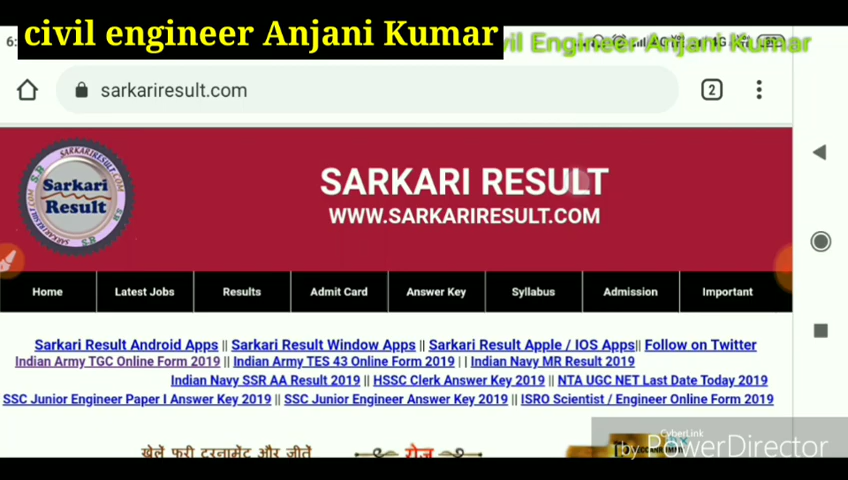 civil engineer Anjani Kumar
vil Engineer Anjani Kumar
sarkariresult.com
2
SARKARIRESULT.COM
S.R
Sarkari
Result
SARKARI RESULT
WWW.SARKARIRESULT.COM
Home Latest Jobs Results Admit Card Answer Key Syllabus Admission Important
Sarkari Result Android Apps || Sarkari Result Window Apps || Sarkari Result Apple / IOS Apps|| Follow on Twitter
Indian Army TGC Online Form 2019 || Indian Army TES 43 Online Form 2019 | | Indian Navy MR Result 2019
Indian Navy SSR AA Result 2019 || HSSC Clerk Answer Key 2019 || NTA UGC NET Last Date Today 2019
SSC Junior Engineer Paper I Answer Key 2019 || SSC Junior Engineer Answer Key 2019 || ISRO Scientist / Engineer Online Form 2019
खेलें फ्री टूरनामेंट और जीतें रोज
CyberLink
by PowerDirector